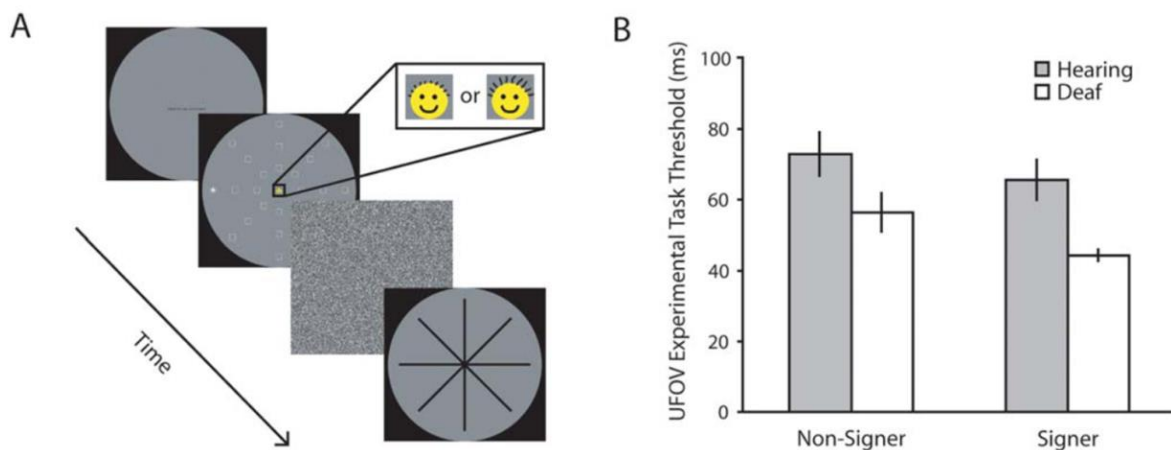 A
or
Time
B
UFOV Experimental Task Threshold (ms)
100
80
60
40
20
0
Hearing
Deaf
Non-Signer
Signer